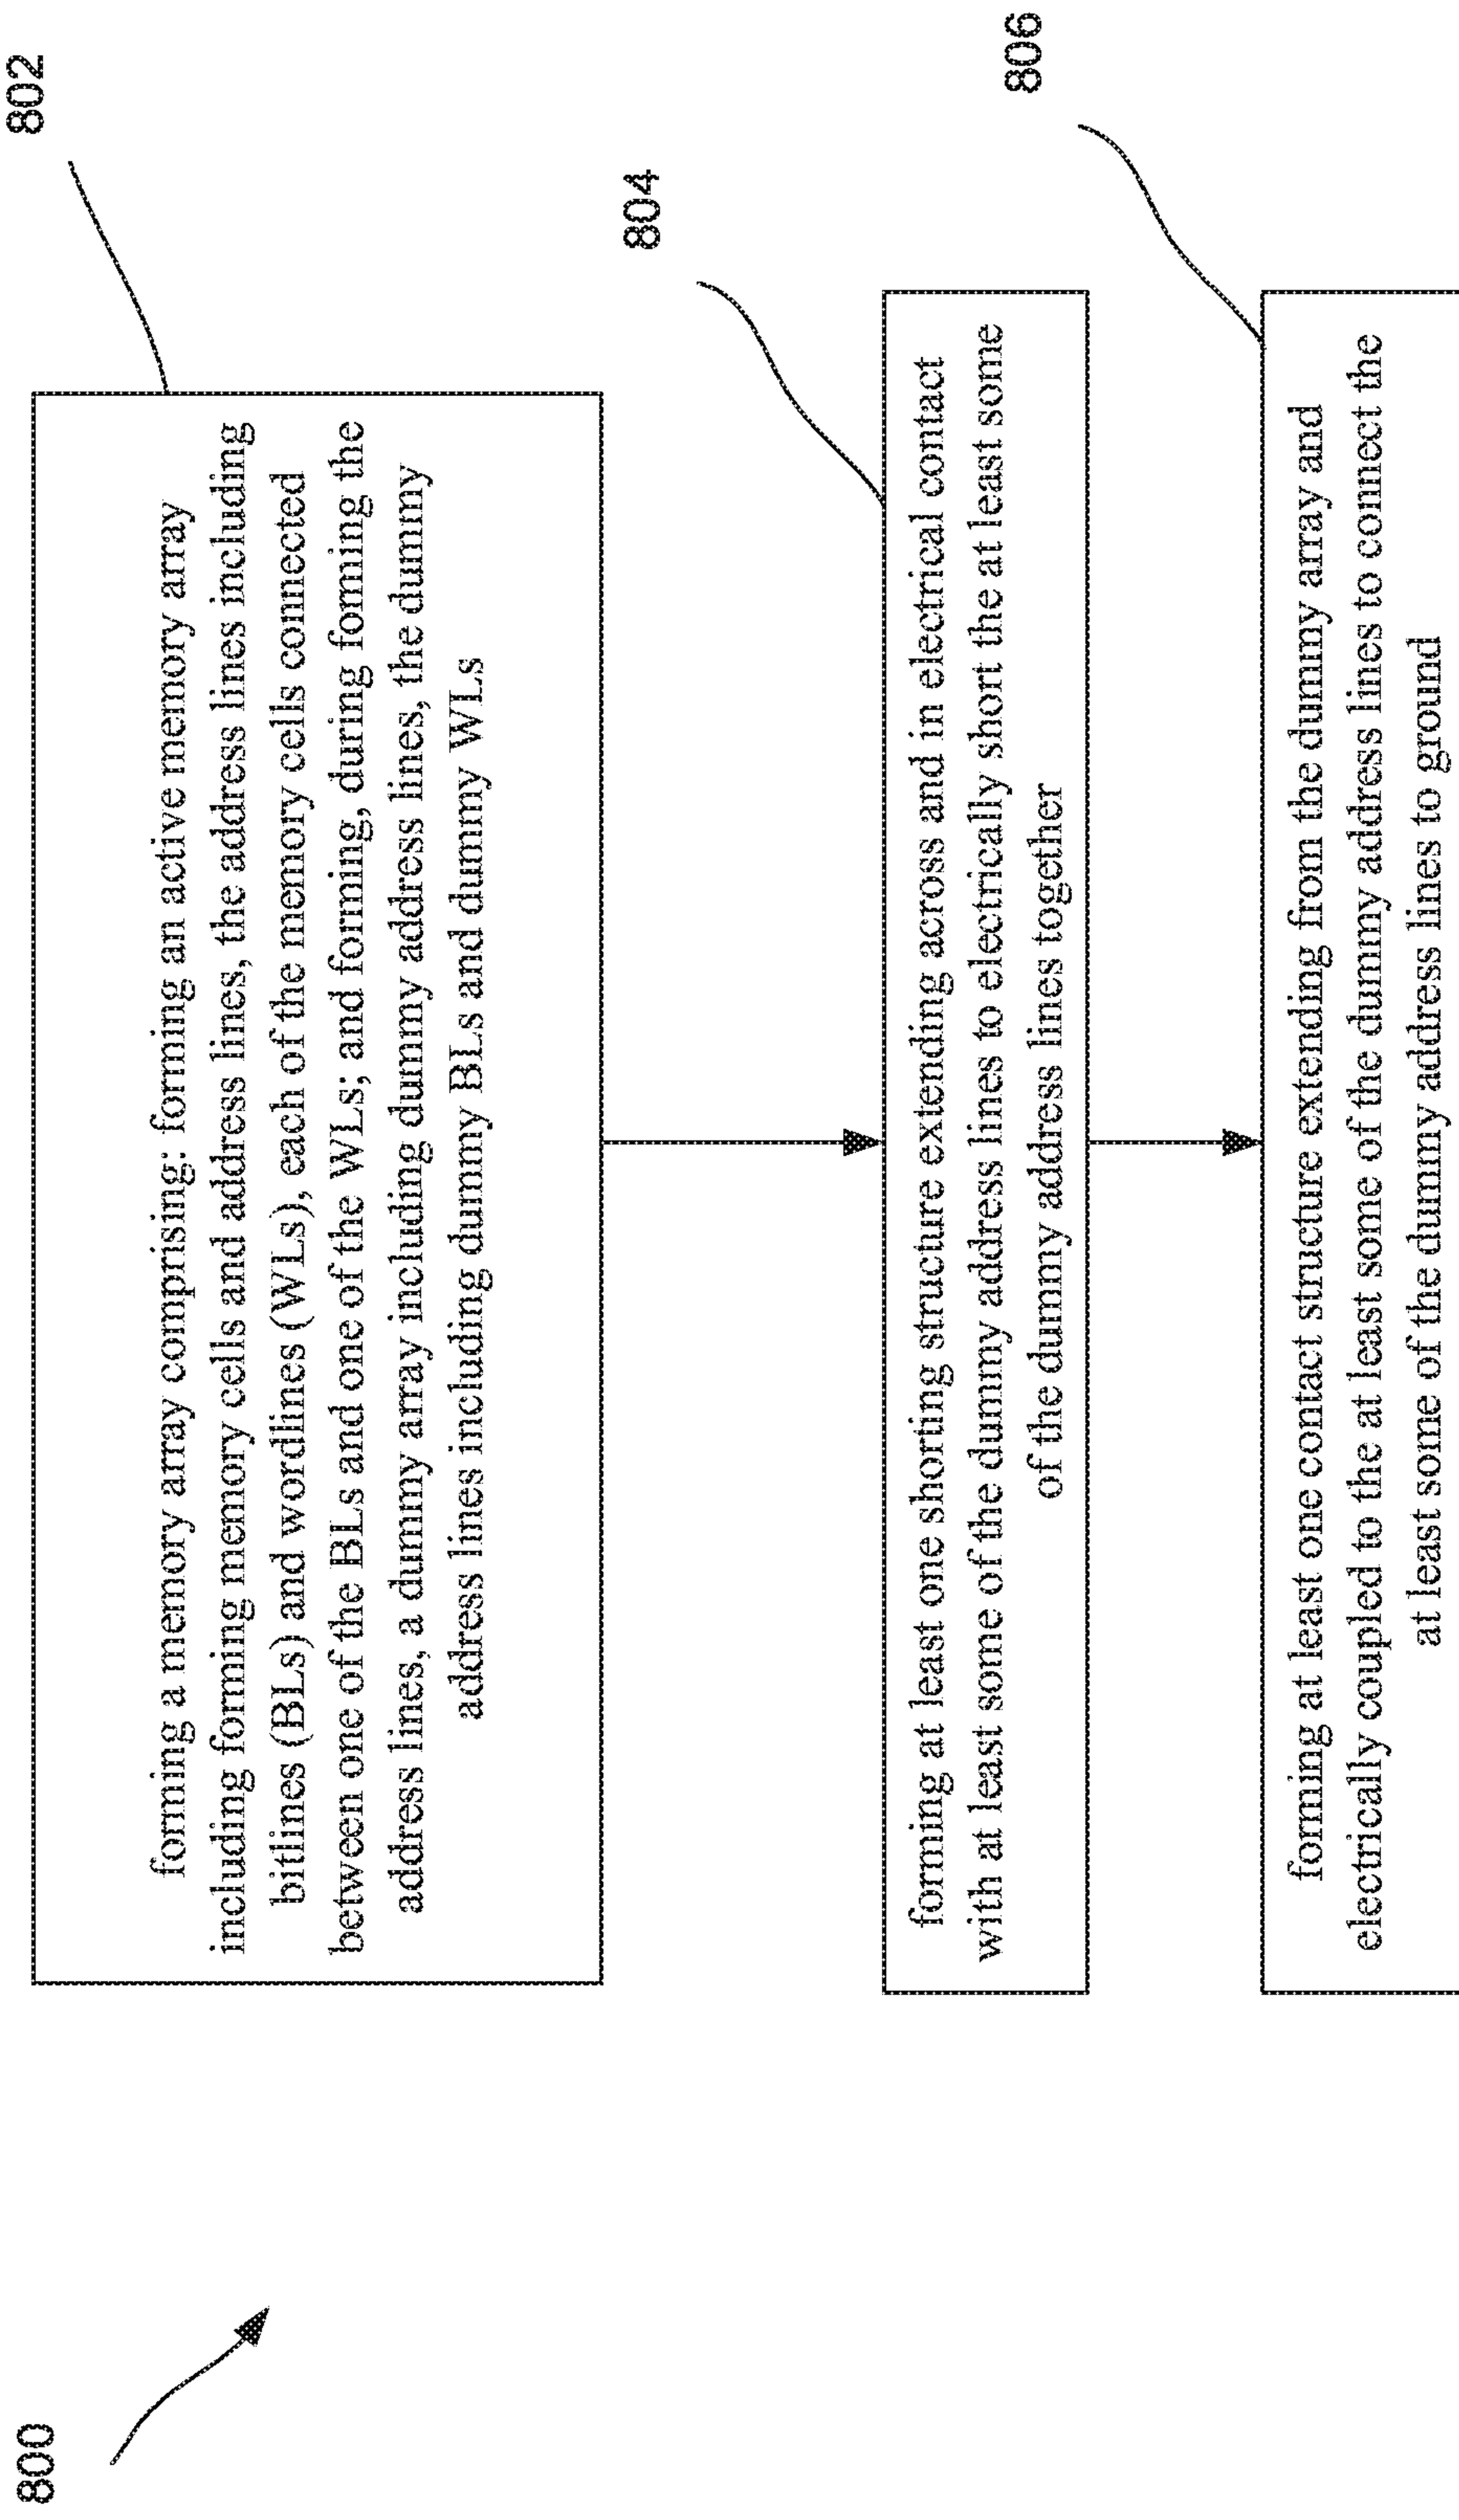 800
802
forming a memory array comprising: forming an active memory array
including forming memory cells and address lines, the address lines including
bitlines (BLs) and wordlines (WLs), each of the memory cells connected
between one of the BLs and one of the WLs; and forming, during forming the
address lines, a dummy array including dummy address lines, the dummy
address lines including dummy BLs and dummy WLs
804
forming at least one shorting structure extending across and in electrical contact
with at least some of the dummy address lines to electrically short the at least some
of the dummy address lines together
806
forming at least one contact structure extending from the dummy array and
electrically coupled to the at least some of the dummy address lines to connect the
at least some of the dummy address lines to ground